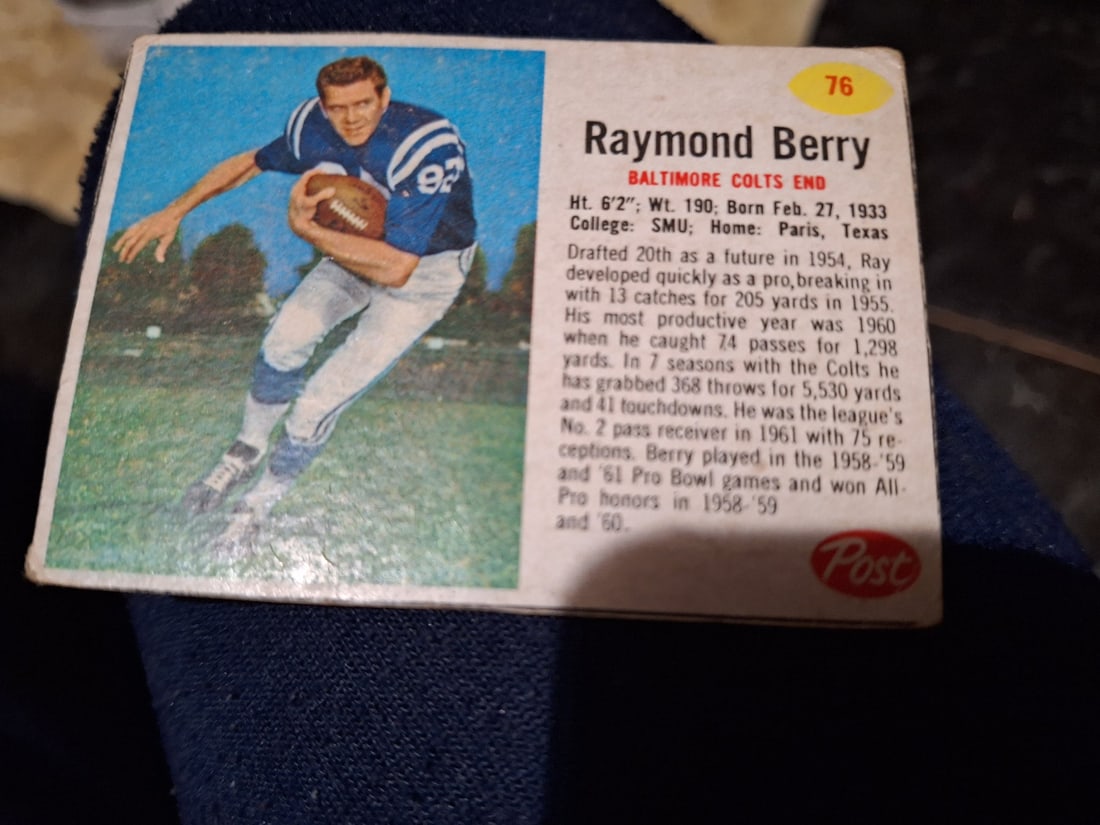 76
Raymond Berry
BALTIMORE COLTS END
Ht. 6'2"; Wt. 190; Born Feb. 27, 1933
College: SMU; Home: Paris, Texas
Drafted 20th as a future in 1954, Ray
developed quickly as a pro, breaking in
with 13 catches for 205 yards in 1955.
His most productive year was 1960
when he caught 74 passes for 1,298
yards. In 7 seasons with the Colts he
has grabbed 368 throws for 5,530 yards
and 41 touchdowns. He was the league's
No. 2 pass receiver in 1961 with 75 re-
ceptions. Berry played in the 1958-'59
and '61 Pro Bowl games and won All-
Pro honors in 1958-'59
and '60.
Post
82